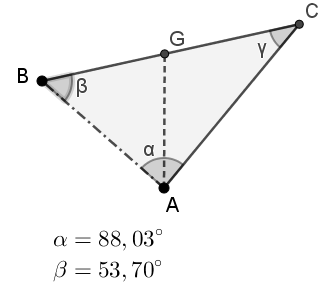 C
G
B
β
γ
α
A
α = 88, 03°
β = 53, 70°